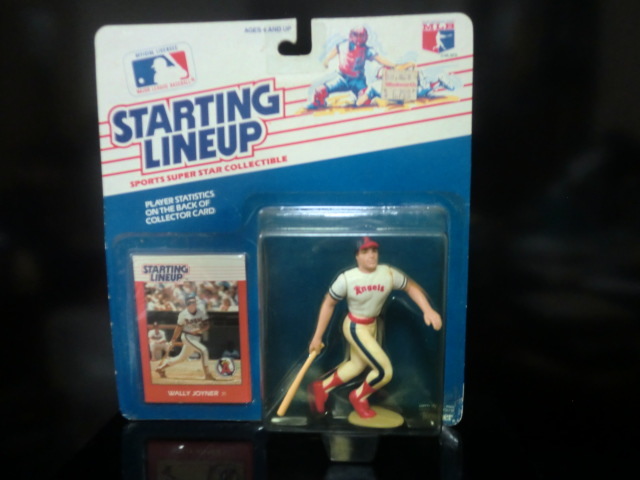 AGES 4 AND UP
MLB
STARTING
LINEUP
SPORTS SUPER STAR COLLECTIBLE
PLAYER STATISTICS
ON THE BACK OF
COLLECTOR CARD
STARTING
LINEUP
WALLY JOYNER
Angels